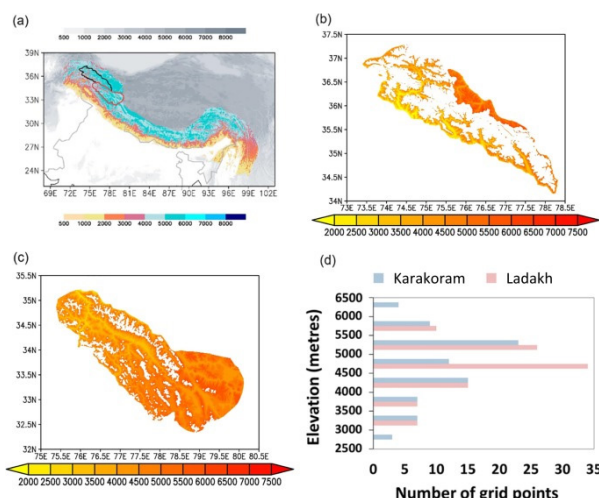 (a)
500 1000 2000 3000 4000 5000 6000 7000 8000
39N
36N
33N
30N
27N
24N
69E 72E 75E 78E 81E 84E 87E 90E 93E 96E 99E 102E
500 1000 2000 3000 4000 5000 6000 7000 8000
(b)
37.5N
37N
36.5N
36N
35.5N
35N
34.5N
34N
73E 73.5E 74E 74.5E 75E 75.5E 76E 76.5E 77E 77.5E 78E 78.5E
2000 2500 3000 3500 4000 4500 5000 5500 6000 6500 7000 7500
(c)
35.5N
35N
34.5N
34N
33.5N
33N
32.5N
32N
75E 75.5E 76E 76.5E 77E 77.5E 78E 78.5E 79E 79.5E 80E 80.5E
2000 2500 3000 3500 4000 4500 5000 5500 6000 6500 7000 7500
(d)
Karakoram Ladakh
Elevation (metres)
6500
6000
5500
5000
4500
4000
3500
3000
2500
0 5 10 15 20 25 30 35
Number of grid points